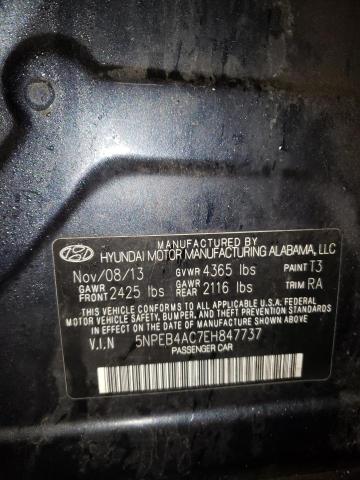 MANUFACTURED BY
HYUNDAI MOTOR MANUFACTURING ALABAMA, LLC
Nov/08/13 GVWR 4365 lbs PAINT T3
GAWR FRONT 2425 lbs GAWR REAR 2116 lbs TRIM RA
THIS VEHICLE CONFORMS TO ALL APPLICABLE U.S.A. FEDERAL
MOTOR VEHICLE SAFETY, BUMPER, AND THEFT PREVENTION STANDARDS
IN EFFECT ON THE DATE OF MANUFACTURE SHOWN ABOVE.
V.I.N 5NPEB4AC7EH847737
PASSENGER CAR